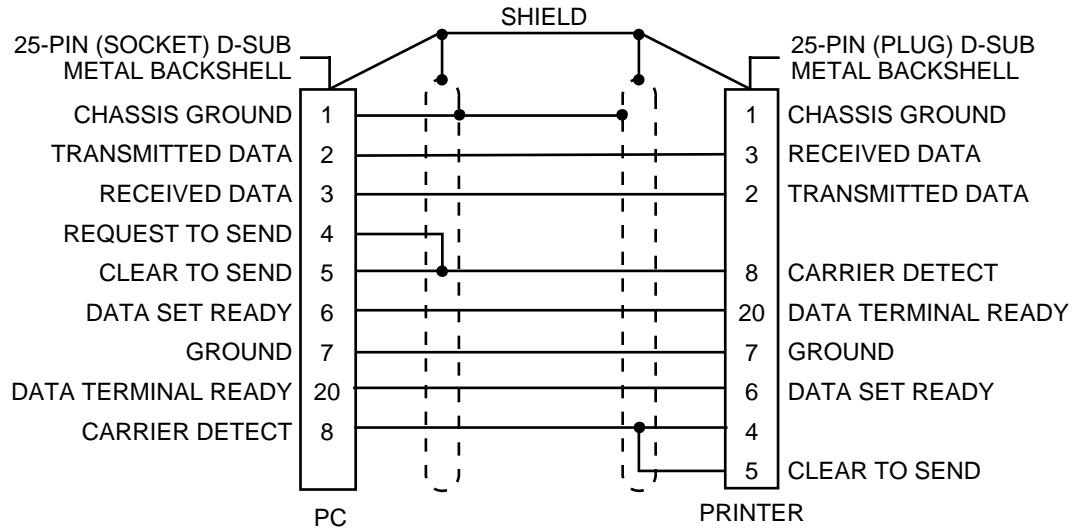 SHIELD
25-PIN (SOCKET) D-SUB
METAL BACKSHELL
25-PIN (PLUG) D-SUB
METAL BACKSHELL
CHASSIS GROUND 1 1 CHASSIS GROUND
TRANSMITTED DATA 2 3 RECEIVED DATA
RECEIVED DATA 3 2 TRANSMITTED DATA
REQUEST TO SEND 4
CLEAR TO SEND 5 8 CARRIER DETECT
DATA SET READY 6 20 DATA TERMINAL READY
GROUND 7 7 GROUND
DATA TERMINAL READY 20 6 DATA SET READY
CARRIER DETECT 8 4
5 CLEAR TO SEND
PC PRINTER